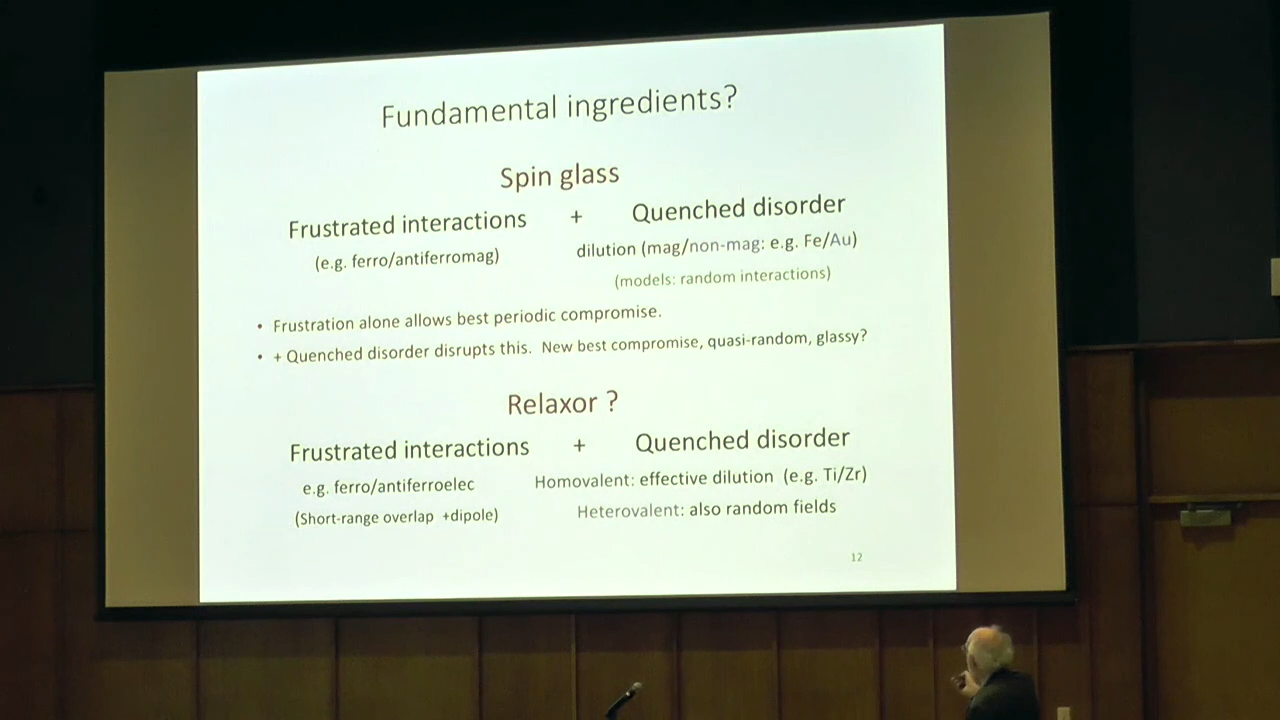 Fundamental ingredients?
Spin glass
Frustrated interactions + Quenched disorder
(e.g. ferro/antiferromag) dilution (mag/non-mag: e.g. Fe/Au)
(models: random interactions)
• Frustration alone allows best periodic compromise.
• + Quenched disorder disrupts this. New best compromise, quasi-random, glassy?
Relaxor ?
Frustrated interactions + Quenched disorder
e.g. ferro/antiferroelec Homovalent: effective dilution (e.g. Ti/Zr)
(Short-range overlap +dipole) Heterovalent: also random fields
12